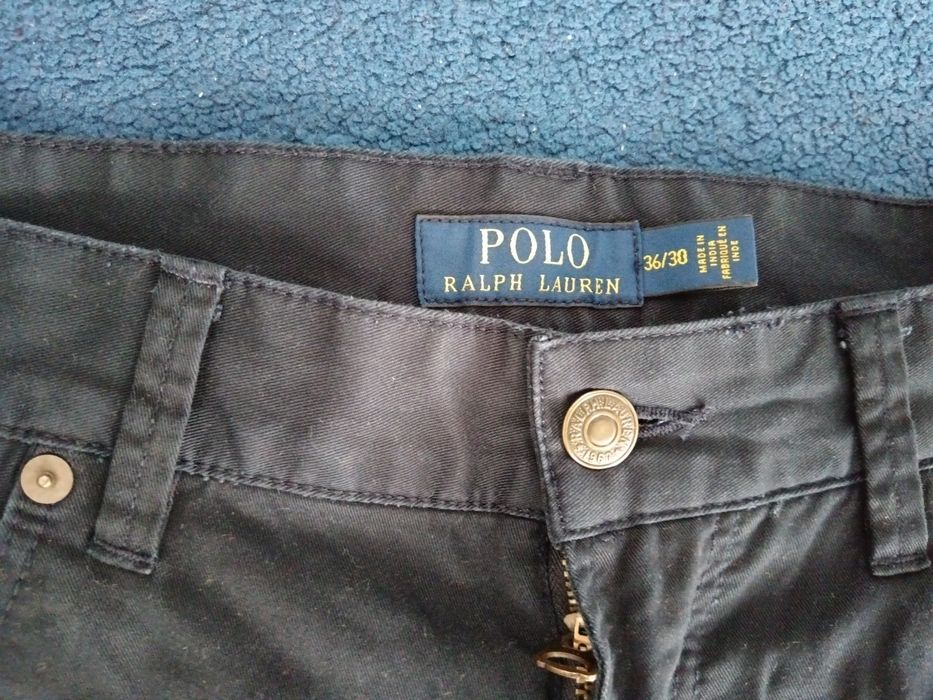 POLO
RALPH LAUREN
36/30
MADE IN
INDIA
FABRIQUÉ EN
INDE
RALPH LAUREN
1967